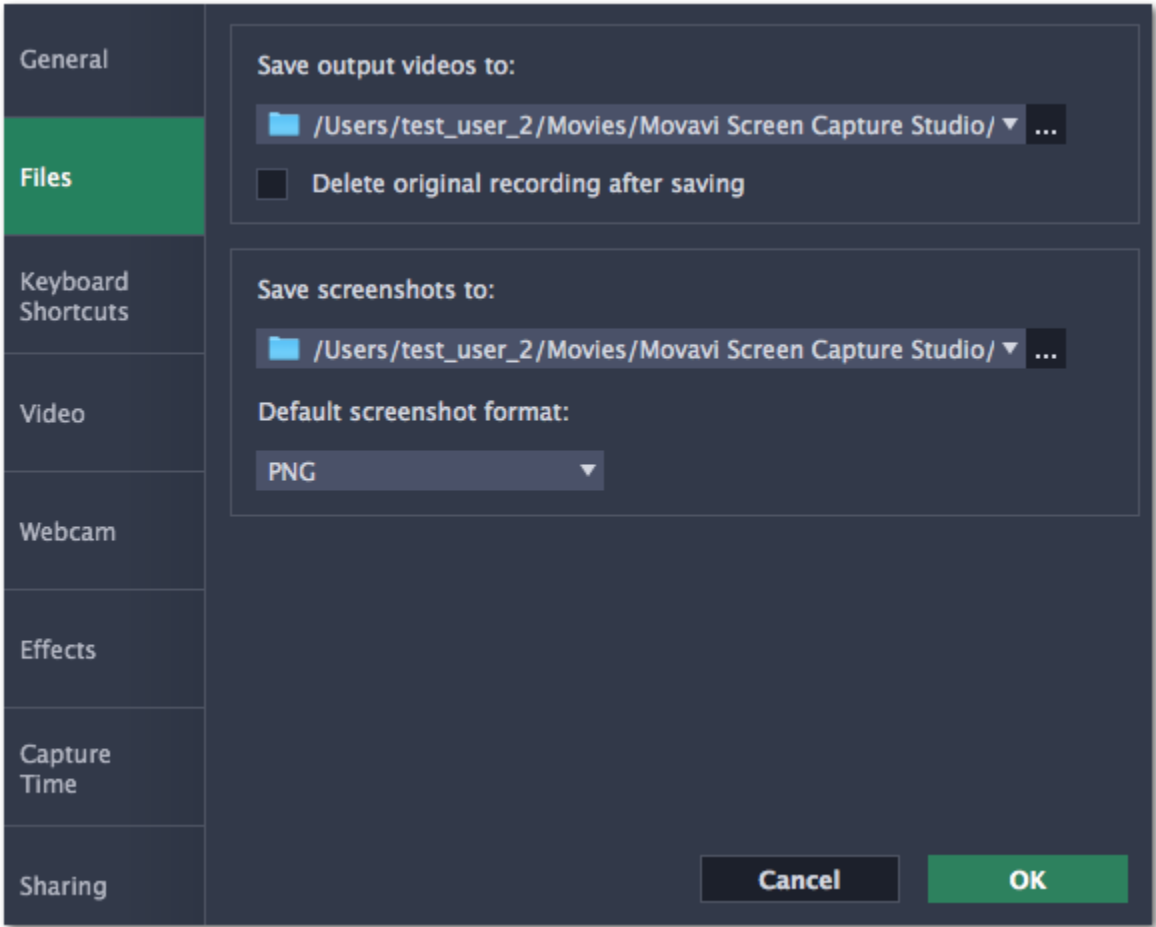 General
Files
Keyboard
Shortcuts
Video
Webcam
Effects
Capture
Time
Sharing
Save output videos to:
/Users/test_user_2/Movies/Movavi Screen Capture Studio/
...
Delete original recording after saving
Save screenshots to:
/Users/test_user_2/Movies/Movavi Screen Capture Studio/
...
Default screenshot format:
PNG
Cancel
OK